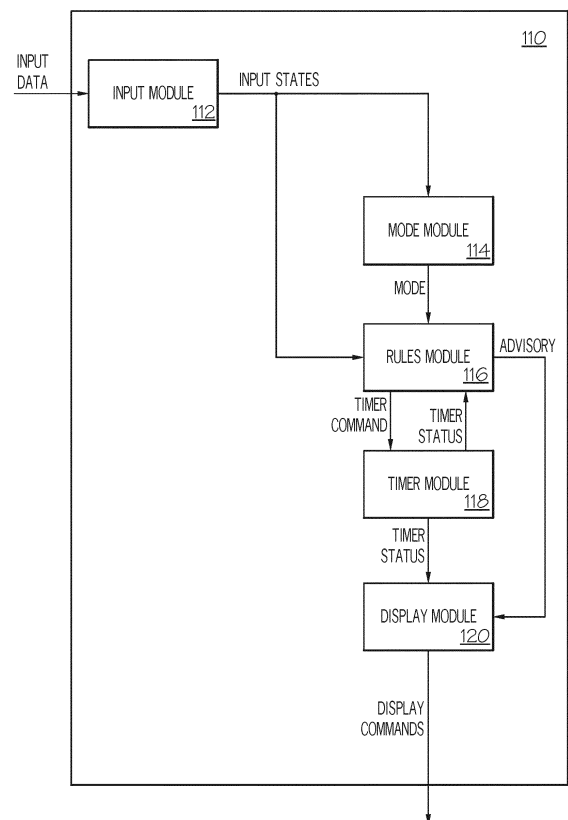 110
INPUT
DATA
INPUT MODULE
112
INPUT STATES
MODE MODULE
114
MODE
RULES MODULE
116
ADVISORY
TIMER
COMMAND
TIMER
STATUS
TIMER MODULE
118
TIMER
STATUS
DISPLAY MODULE
120
DISPLAY
COMMANDS